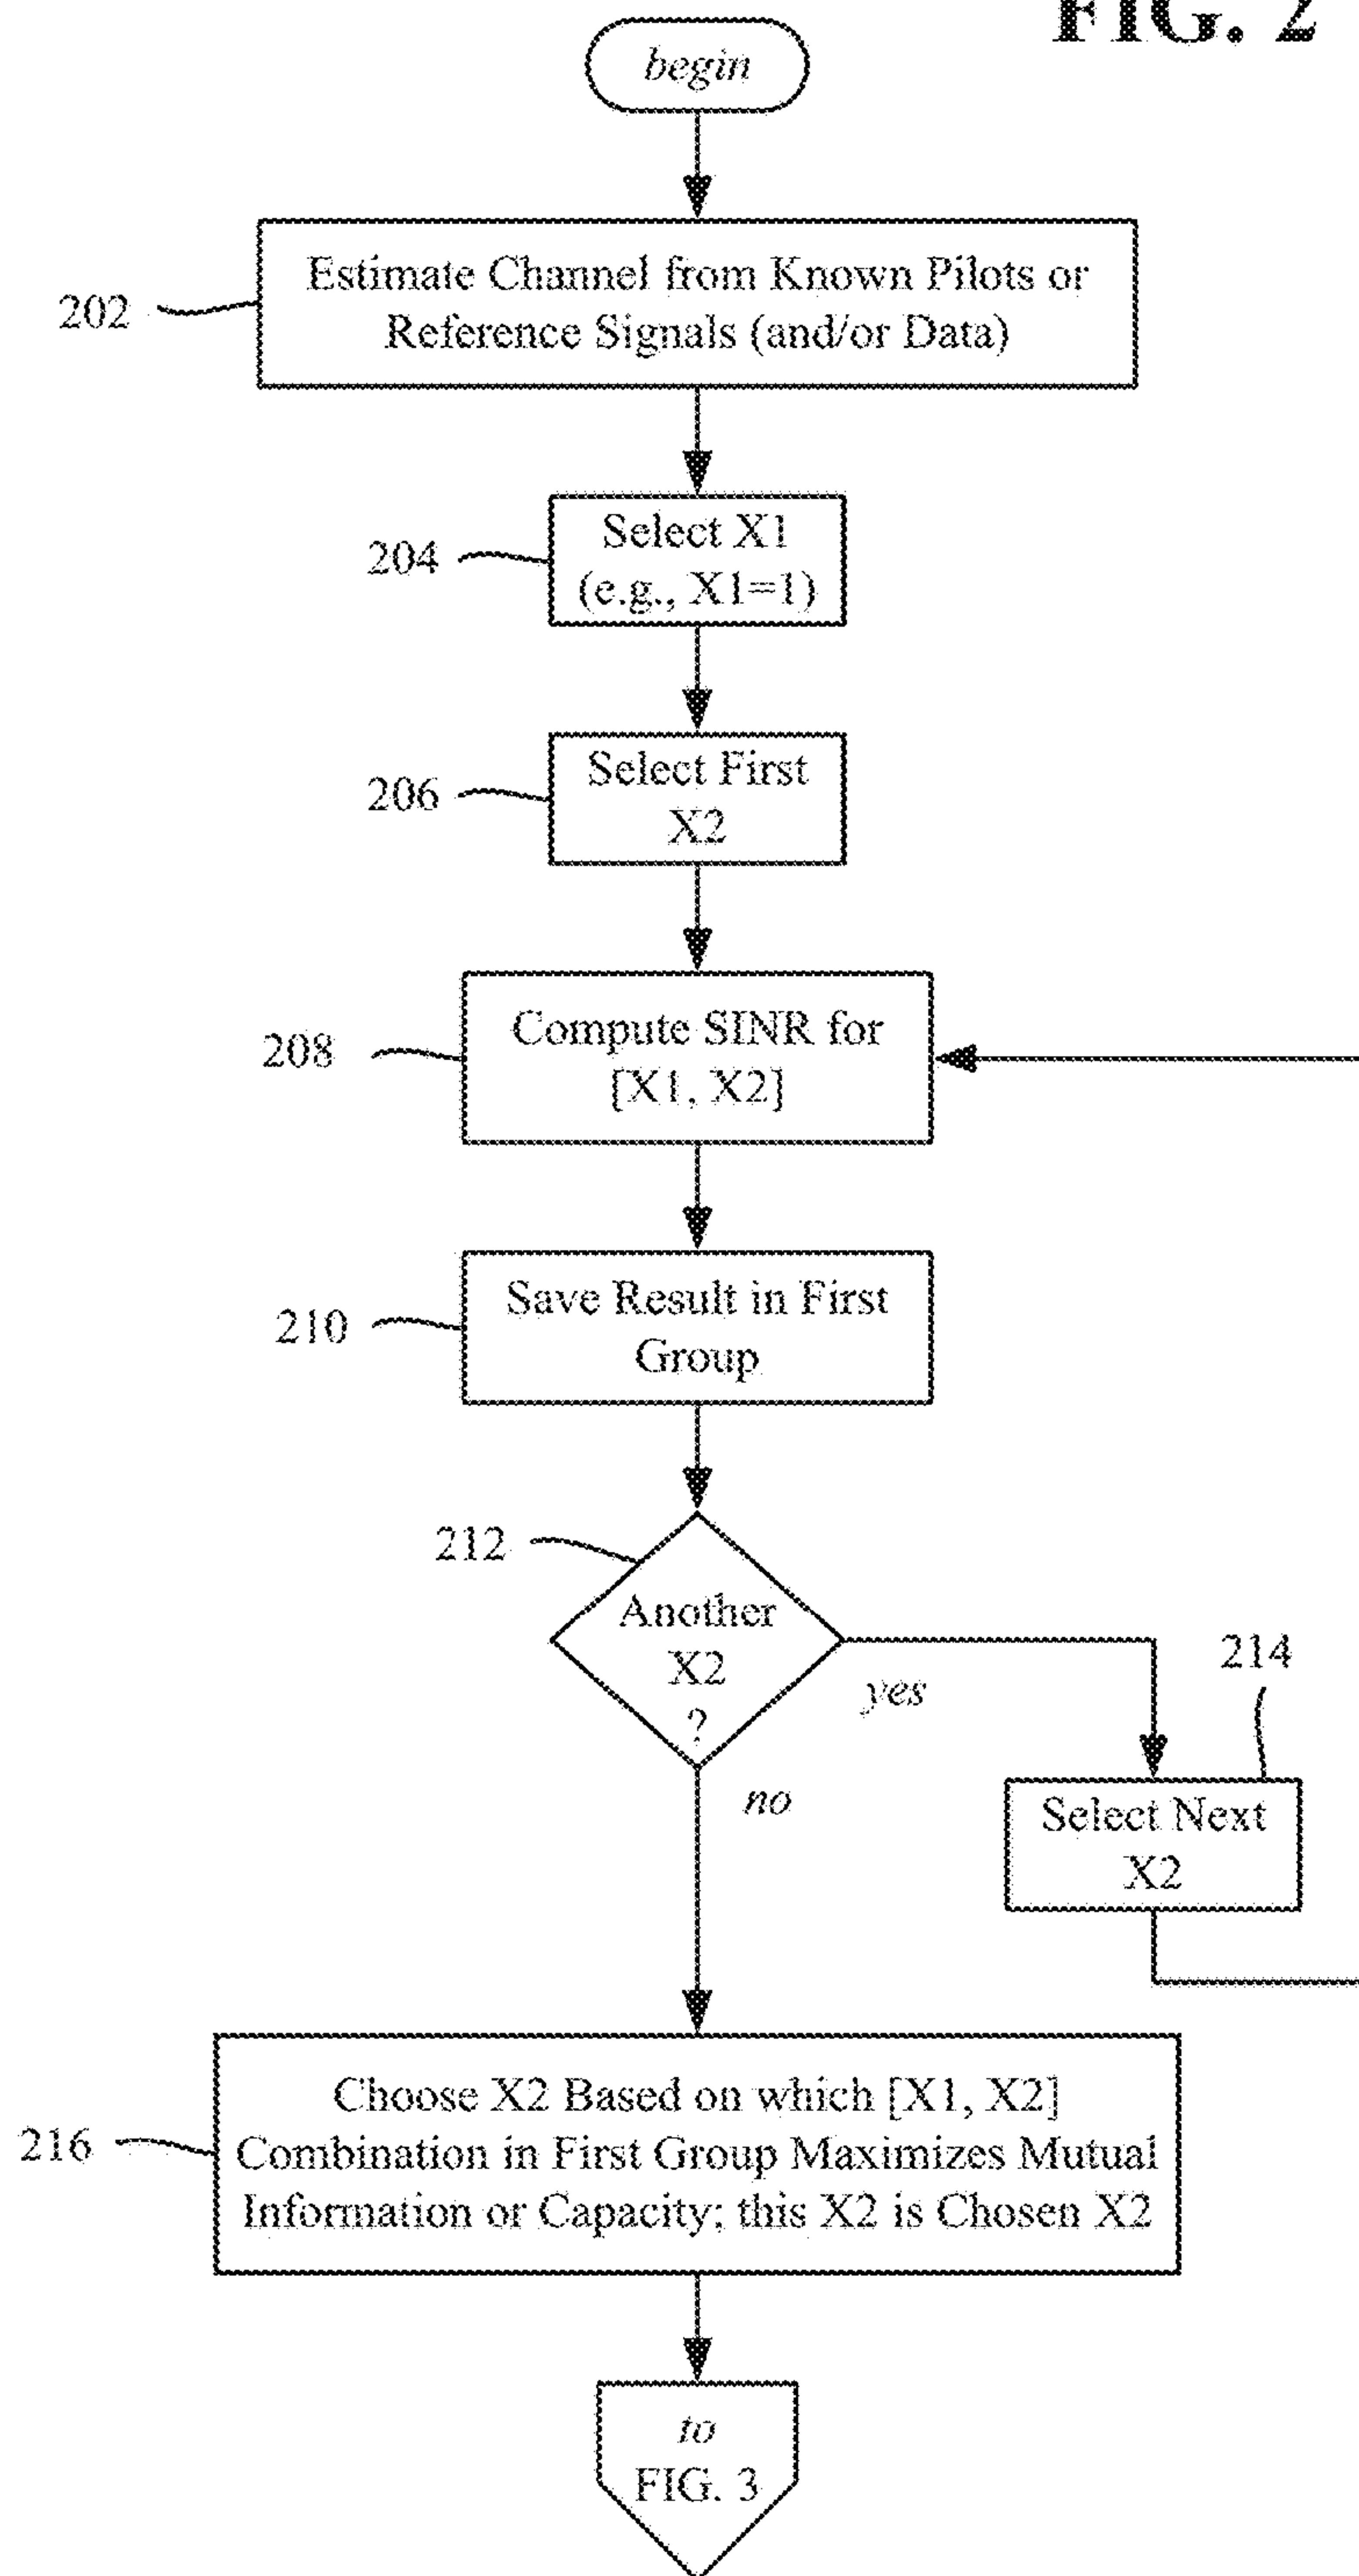 FIG. 2
begin
202
Estimate Channel from Known Pilots or
Reference Signals (and/or Data)
204
Select X1
(e.g., X1=1)
206
Select First
X2
208
Compute SINR for
[X1, X2]
210
Save Result in First
Group
212
Another
X2
?
yes
no
214
Select Next
X2
216
Choose X2 Based on which [X1, X2]
Combination in First Group Maximizes Mutual
Information or Capacity; this X2 is Chosen X2
to
FIG. 3